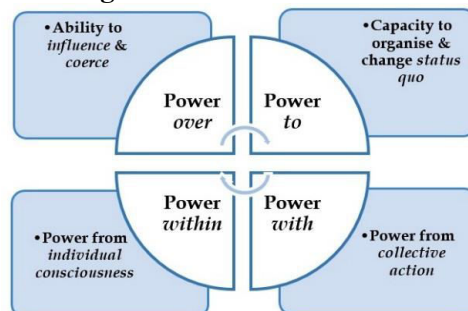 •Ability to
influence &
coerce
Power
over
•Capacity to
organise &
change status
quo
Power
to
•Power from
individual
consciousness
Power
within
•Power from
collective
action
Power
with